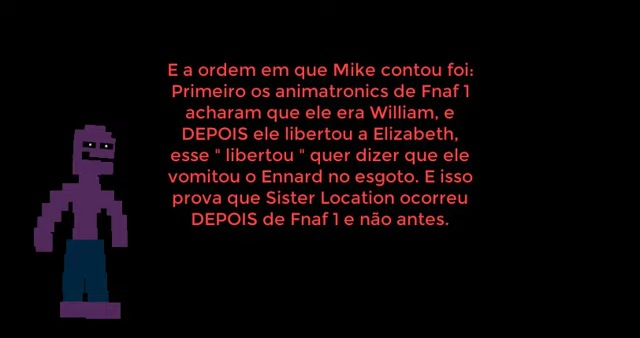 E a ordem em que Mike contou foi:
Primeiro os animatronics de Fnaf 1
acharam que ele era William, e
DEPOIS ele libertou a Elizabeth,
esse " libertou " quer dizer que ele
vomitou o Ennard no esgoto. E isso
prova que Sister Location ocorreu
DEPOIS de Fnaf 1 e não antes.